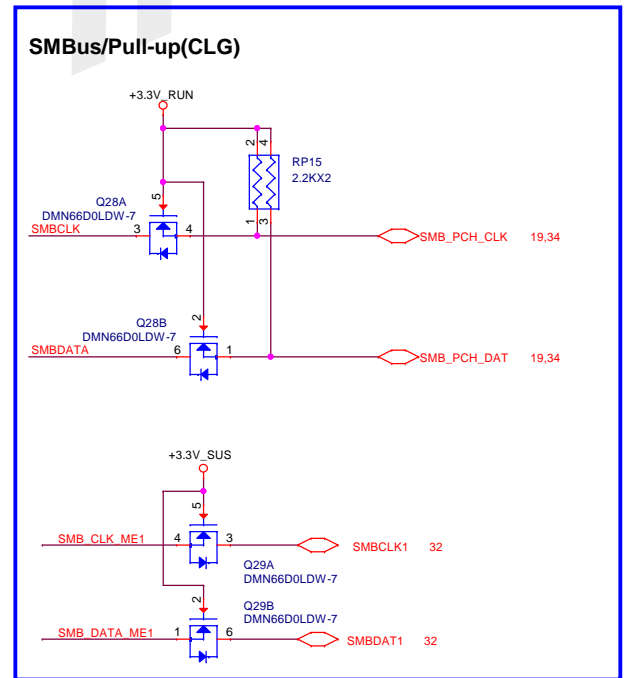 SMBus/Pull-up(CLG)
+3.3V_RUN
2 4
RP15
2.2KX2
1 3
Q28A
DMN66D0LDW-7
5
SMBCLK 3 4 SMB_PCH_CLK 19,34
Q28B
DMN66D0LDW-7
2
SMBDATA 6 1 SMB_PCH_DAT 19,34
+3.3V_SUS
5
SMB_CLK_ME1 4 3 SMBCLK1 32
Q29A
DMN66D0LDW-7
2
Q29B
DMN66D0LDW-7
SMB_DATA_ME1 1 6 SMBDAT1 32